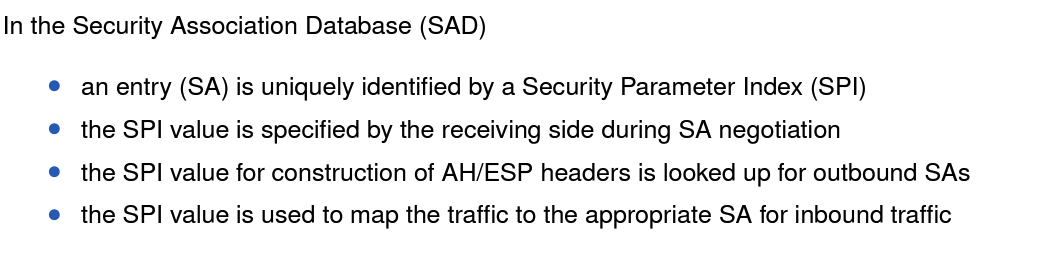 In the Security Association Database (SAD)
• an entry (SA) is uniquely identified by a Security Parameter Index (SPI)
• the SPI value is specified by the receiving side during SA negotiation
• the SPI value for construction of AH/ESP headers is looked up for outbound SAs
• the SPI value is used to map the traffic to the appropriate SA for inbound traffic